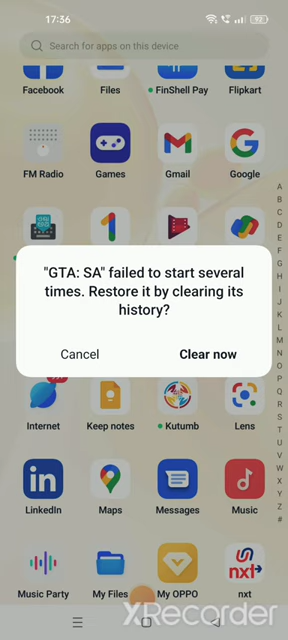 17:36
92
Search for apps on this device
Facebook
Files
FinShell Pay
Flipkart
FM Radio
Games
Gmail
Google
"GTA: SA" failed to start several
times. Restore it by clearing its
history?
Cancel
Clear now
Internet
Keep notes
Kutumb
Lens
LinkedIn
Maps
Messages
Music
Music Party
My Files
My OPPO
nxt
A
B
C
D
E
F
G
H
I
J
K
L
M
N
O
P
Q
R
S
T
U
V
W
X
Y
Z
#
XRecorder